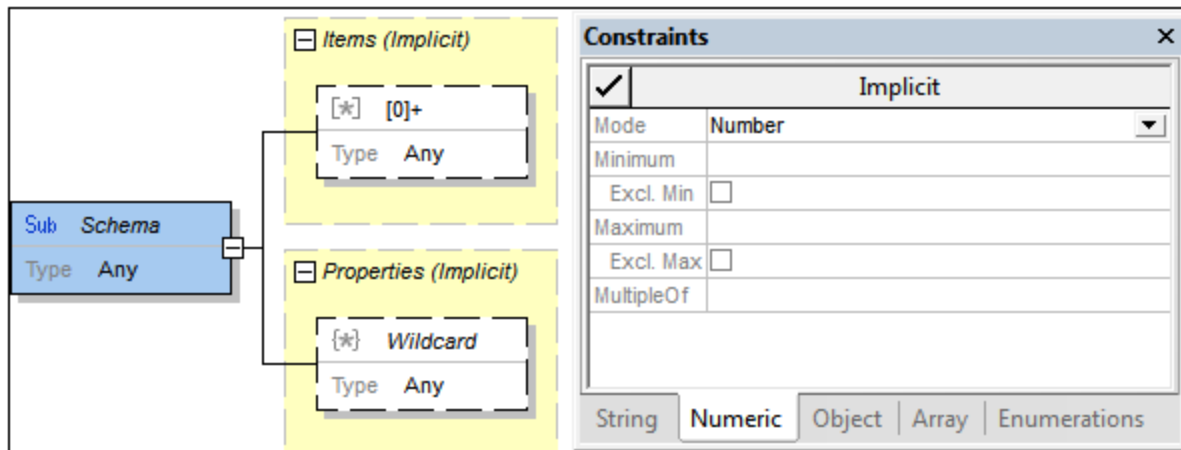 Items (Implicit)
[*] [0]+
Type Any
Sub Schema
Type Any
Properties (Implicit)
{*} Wildcard
Type Any
Constraints
Implicit
Mode Number
Minimum
Excl. Min
Maximum
Excl. Max
MultipleOf
String Numeric Object Array Enumerations